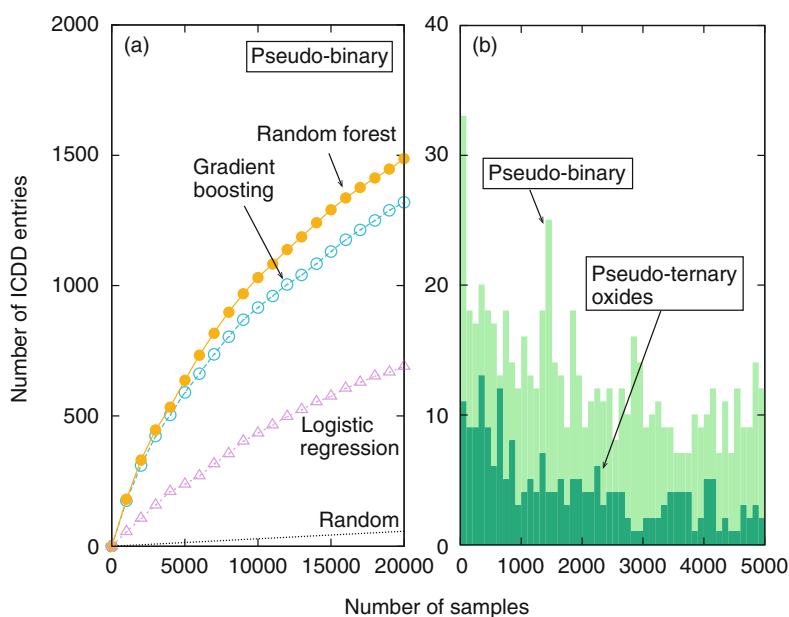 2000
(a)
Pseudo-binary
Random forest
1500
Gradient
boosting
1000
Number of ICDD entries
500
Logistic
regression
Random
0
0
5000
10000
15000
20000
40
(b)
30
Pseudo-binary
Pseudo-ternary
oxides
20
10
0
0
1000
2000
3000
4000
5000
Number of samples